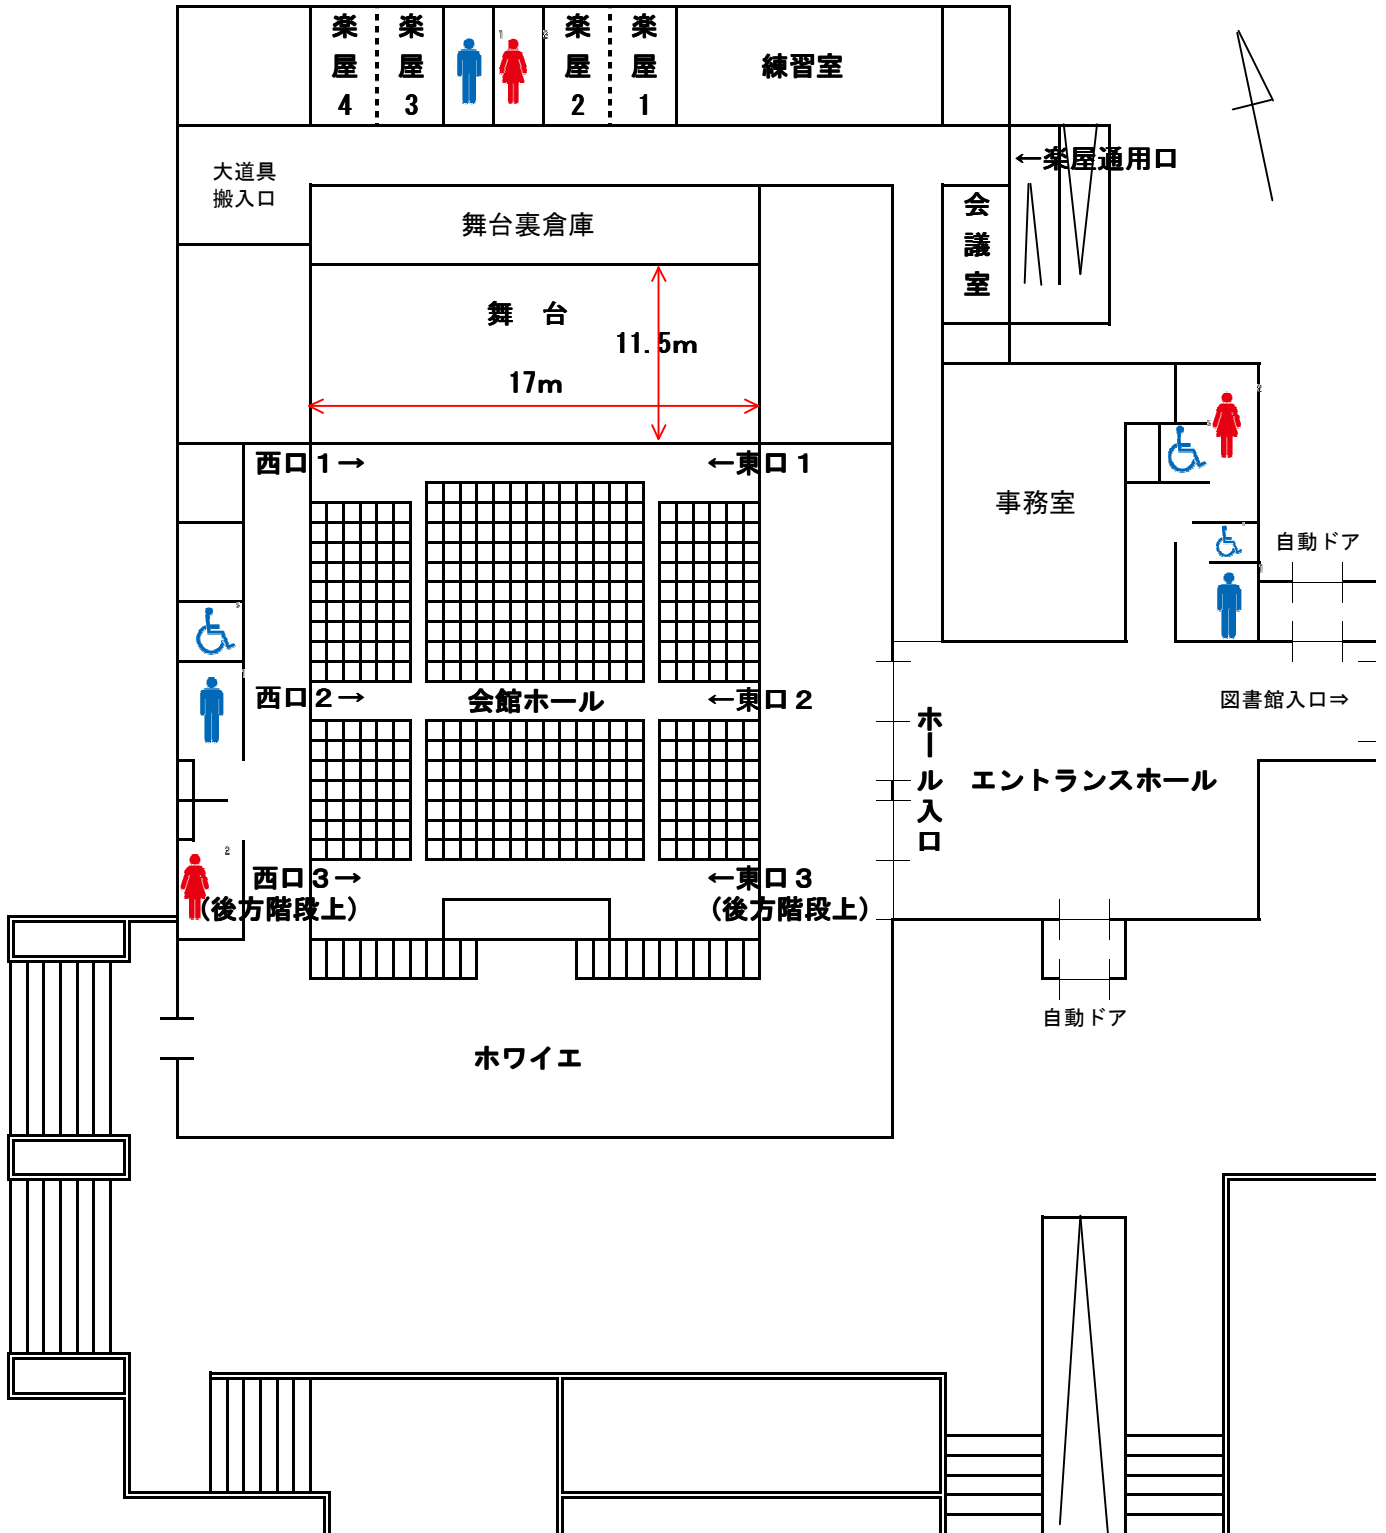 楽屋4
楽屋3
楽屋2
楽屋1
練習室
←楽屋通用口
大道具
搬入口
会議室
舞台裏倉庫
舞　台
11.5m
17m
西口1→
←東口1
事務室
自動ドア
西口2→
会館ホール
←東口2
図書館入口⇒
ホール入口
エントランスホール
西口3→
(後方階段上)
←東口3
(後方階段上)
自動ドア
ホワイエ